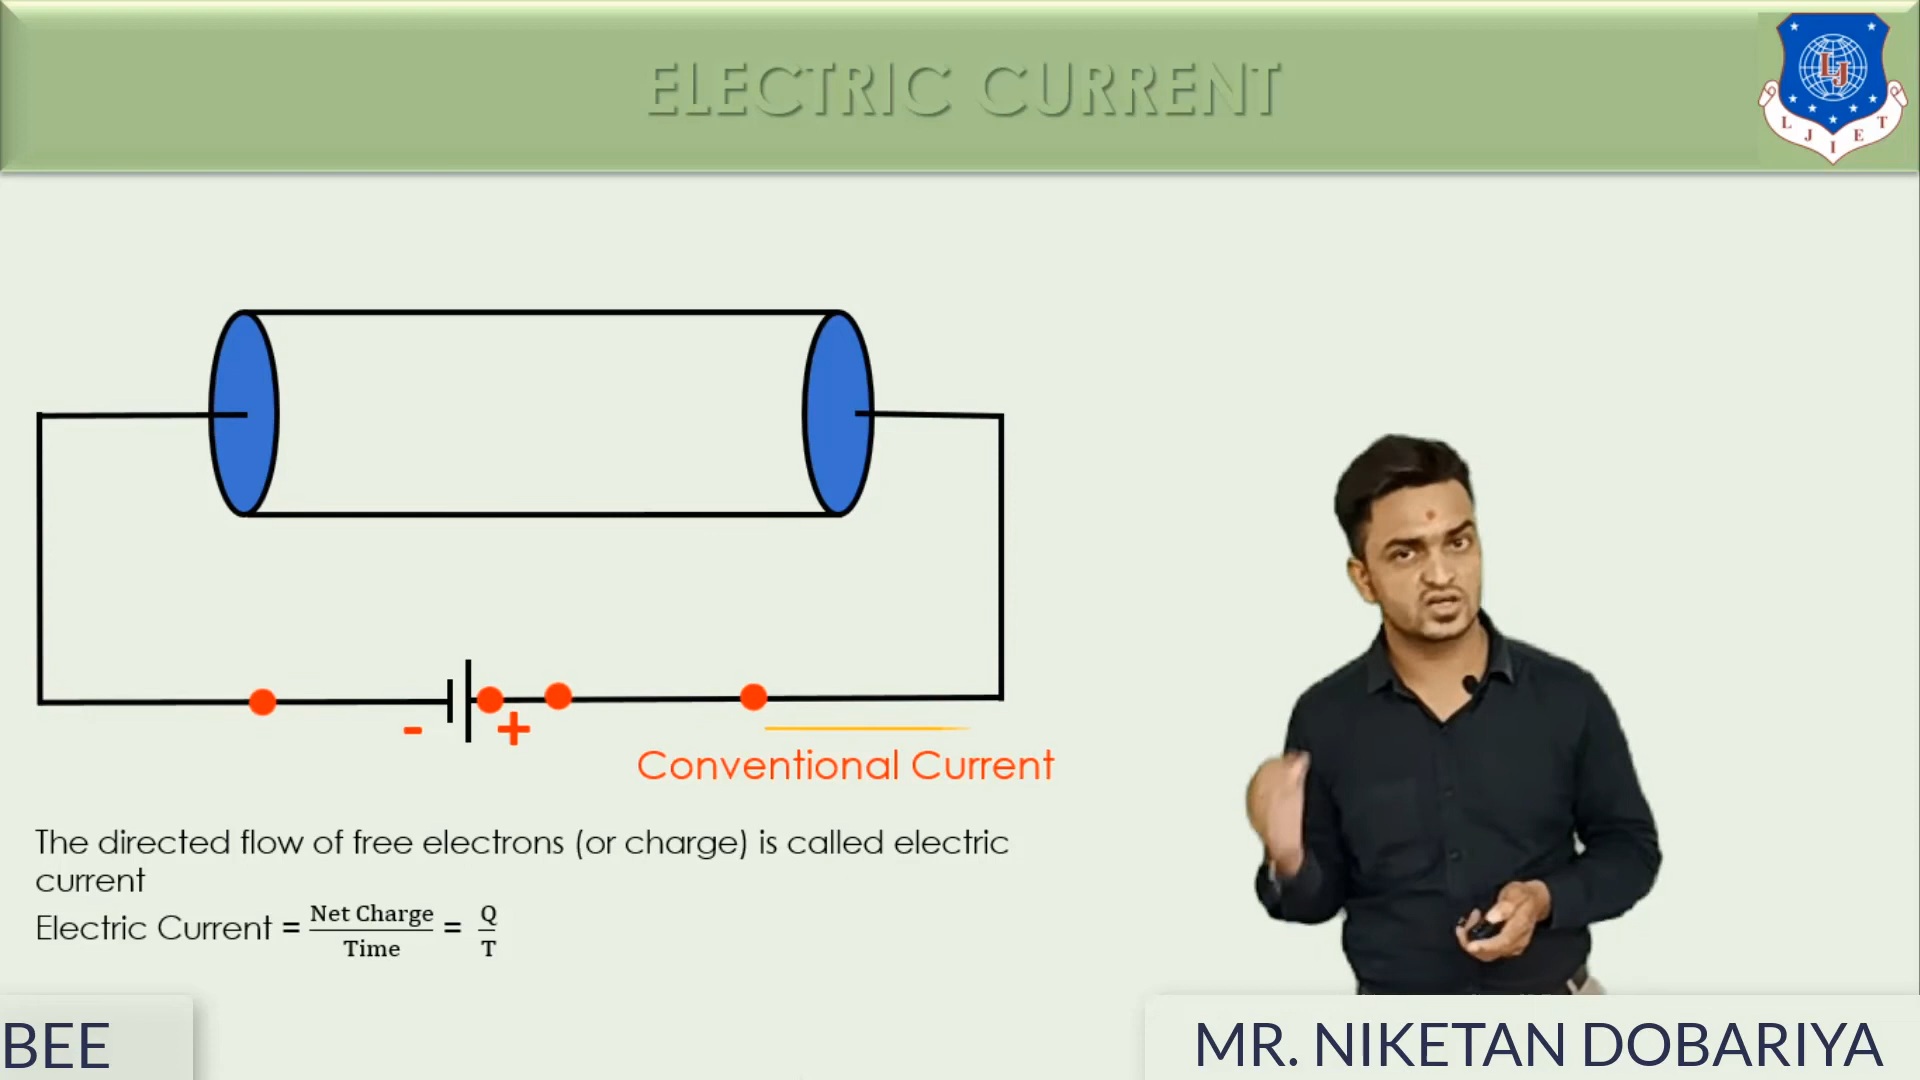 ELECTRIC CURRENT
LJ
L J I E T
- +
Conventional Current
The directed flow of free electrons (or charge) is called electric
current
Electric Current = Net Charge / Time = Q / T
BEE
MR. NIKETAN DOBARIYA